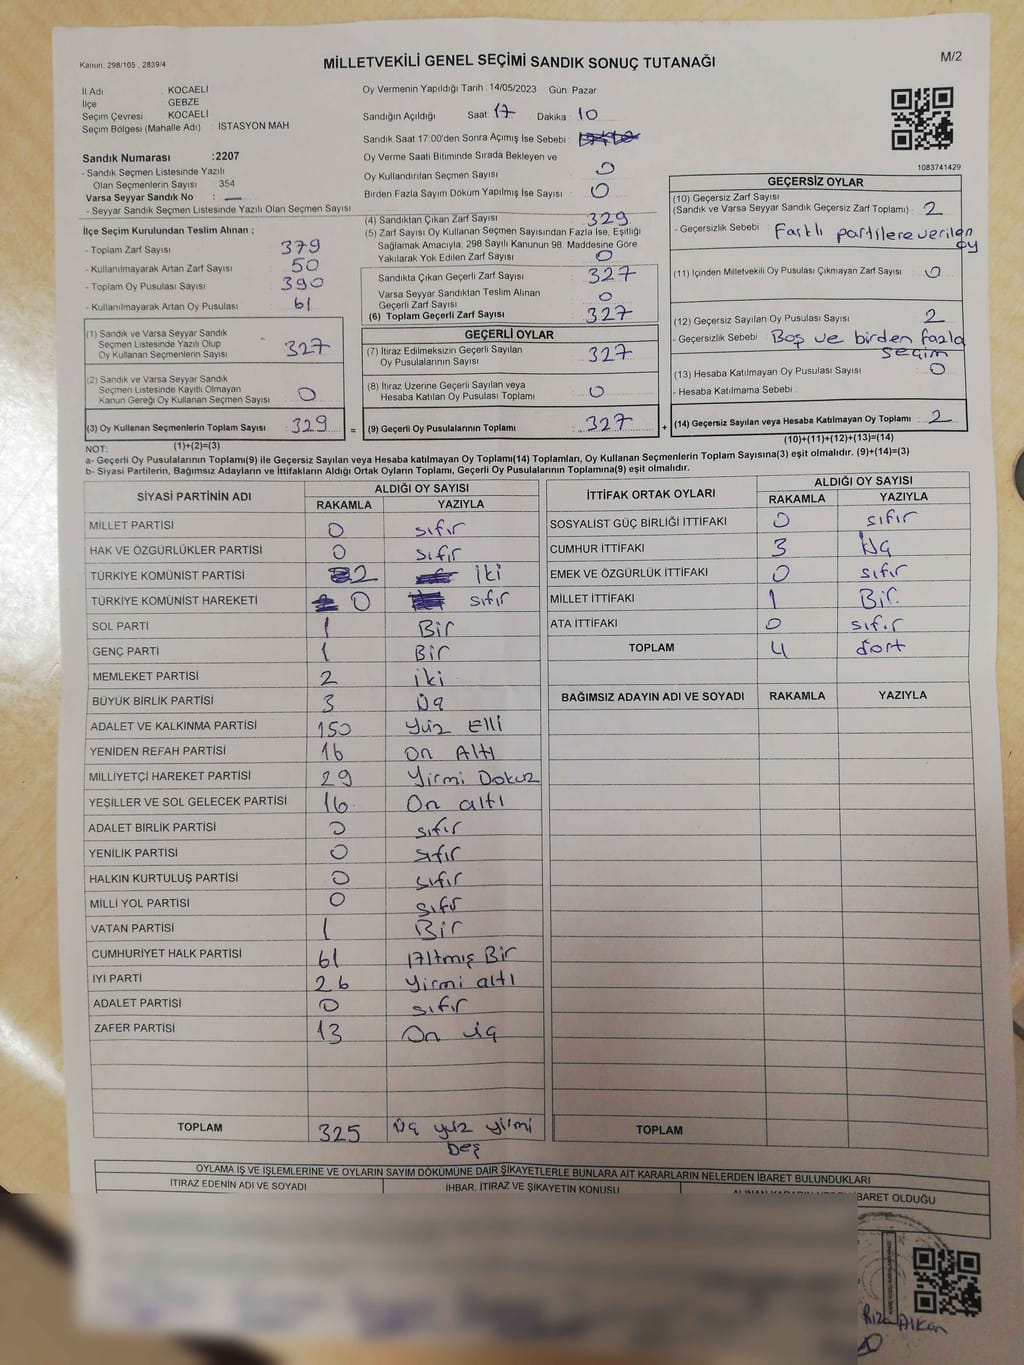 Kanun: 298/105 , 2839/4
MİLLETVEKİLİ GENEL SEÇİMİ SANDIK SONUÇ TUTANAĞI
M/2
İl Adı : KOCAELİ
İlçe : GEBZE
Seçim Çevresi : KOCAELİ
Seçim Bölgesi (Mahalle Adı) : İSTASYON MAH
Sandık Numarası :2207
- Sandık Seçmen Listesinde Yazılı
Olan Seçmenlerin Sayısı : 354
Varsa Seyyar Sandık No : —
- Seyyar Sandık Seçmen Listesinde Yazılı Olan Seçmen Sayısı
Oy Vermenin Yapıldığı Tarih : 14/05/2023 Gün: Pazar
Sandığın Açıldığı Saat: 17 Dakika : 10
Sandık Saat 17:00'den Sonra Açımış İse Sebebi :
Oy Verme Saati Bitiminde Sırada Bekleyen ve
Oy Kullandırılan Seçmen Sayısı : 0
Birden Fazla Sayım Döküm Yapılmış İse Sayısı : 0
1083741429
İlçe Seçim Kurulundan Teslim Alınan ;
- Toplam Zarf Sayısı : 379
- Kullanılmayarak Artan Zarf Sayısı : 50
- Toplam Oy Pusulası Sayısı : 390
- Kullanılmayarak Artan Oy Pusulası : 61
(1) Sandık ve Varsa Seyyar Sandık
Seçmen Listesinde Yazılı Olup
Oy Kullanan Seçmenlerin Sayısı : 327
(2) Sandık ve Varsa Seyyar Sandık
Seçmen Listesinde Kayıtlı Olmayan
Kanun Gereği Oy Kullanan Seçmen Sayısı : 0
(3) Oy Kullanan Seçmenlerin Toplam Sayısı : 329
(4) Sandıktan Çıkan Zarf Sayısı : 329
(5) Zarf Sayısı Oy Kullanan Seçmen Sayısından Fazla İse, Eşitliği
Sağlamak Amacıyla, 298 Sayılı Kanunun 98. Maddesine Göre
Yakılarak Yok Edilen Zarf Sayısı : 0
Sandıkta Çıkan Geçerli Zarf Sayısı : 327
Varsa Seyyar Sandıktan Teslim Alınan
Geçerli Zarf Sayısı : 0
(6) Toplam Geçerli Zarf Sayısı : 327
GEÇERLİ OYLAR
(7) İtiraz Edilmeksizin Geçerli Sayılan
Oy Pusulalarının Sayısı : 327
(8) İtiraz Üzerine Geçerli Sayılan veya
Hesaba Katılan Oy Pusulası Toplamı : 0
= (9) Geçerli Oy Pusulalarının Toplamı : 327
GEÇERSİZ OYLAR
(10) Geçersiz Zarf Sayısı
(Sandık ve Varsa Seyyar Sandık Geçersiz Zarf Toplamı) : 2
- Geçersizlik Sebebi : Farklı partilere verilen
oy
(11) İçinden Milletvekili Oy Pusulası Çıkmayan Zarf Sayısı : 0
(12) Geçersiz Sayılan Oy Pusulası Sayısı : 2
- Geçersizlik Sebebi : Boş ve birden fazla
seçim
(13) Hesaba Katılmayan Oy Pusulası Sayısı : 0
- Hesaba Katılmama Sebebi :
+ (14) Geçersiz Sayılan veya Hesaba Katılmayan Oy Toplamı : 2
NOT: (1)+(2)=(3)
(10)+(11)+(12)+(13)=(14)
a- Geçerli Oy Pusulalarının Toplamı(9) ile Geçersiz Sayılan veya Hesaba katılmayan Oy Toplamı(14) Toplamları, Oy Kullanan Seçmenlerin Toplam Sayısına(3) eşit olmalıdır. (9)+(14)=(3)
b- Siyasi Partilerin, Bağımsız Adayların ve İttifakların Aldığı Ortak Oyların Toplamı, Geçerli Oy Pusulalarının Toplamına(9) eşit olmalıdır.
SİYASİ PARTİNİN ADI
ALDIĞI OY SAYISI
RAKAMLA YAZIYLA
MİLLET PARTİSİ 0 sıfır
HAK VE ÖZGÜRLÜKLER PARTİSİ 0 sıfır
TÜRKİYE KOMÜNİST PARTİSİ 2 İki
TÜRKİYE KOMÜNİST HAREKETİ 0 sıfır
SOL PARTİ 1 Bir
GENÇ PARTİ 1 Bir
MEMLEKET PARTİSİ 2 iki
BÜYÜK BİRLİK PARTİSİ 3 Üç
ADALET VE KALKINMA PARTİSİ 150 Yüz Elli
YENİDEN REFAH PARTİSİ 16 On Altı
MİLLİYETÇİ HAREKET PARTİSİ 29 Yirmi Dokuz
YEŞİLLER VE SOL GELECEK PARTİSİ 16 On altı
ADALET BİRLİK PARTİSİ 0 sıfır
YENİLİK PARTİSİ 0 sıfır
HALKIN KURTULUŞ PARTİSİ 0 sıfır
MİLLİ YOL PARTİSİ 0 sıfır
VATAN PARTİSİ 1 Bir
CUMHURİYET HALK PARTİSİ 61 Altmış Bir
İYİ PARTİ 26 Yirmi altı
ADALET PARTİSİ 0 sıfır
ZAFER PARTİSİ 13 On üç
TOPLAM 325 Üç yüz yirmi
beş
İTTİFAK ORTAK OYLARI
ALDIĞI OY SAYISI
RAKAMLA YAZIYLA
SOSYALİST GÜÇ BİRLİĞİ İTTİFAKI 0 sıfır
CUMHUR İTTİFAKI 3 Üç
EMEK VE ÖZGÜRLÜK İTTİFAKI 0 sıfır
MİLLET İTTİFAKI 1 Bir.
ATA İTTİFAKI 0 sıfır
TOPLAM 4 dört
BAĞIMSIZ ADAYIN ADI VE SOYADI RAKAMLA YAZIYLA
TOPLAM
OYLAMA İŞ VE İŞLEMLERİNE VE OYLARIN SAYIM DÖKÜMÜNE DAİR ŞİKAYETLERLE BUNLARA AİT KARARLARIN NELERDEN İBARET BULUNDUKLARI
İTİRAZ EDENİN ADI VE SOYADI
İHBAR, İTİRAZ VE ŞİKAYETİN KONUSU
İBARET OLDUĞU
Rıza Alkan